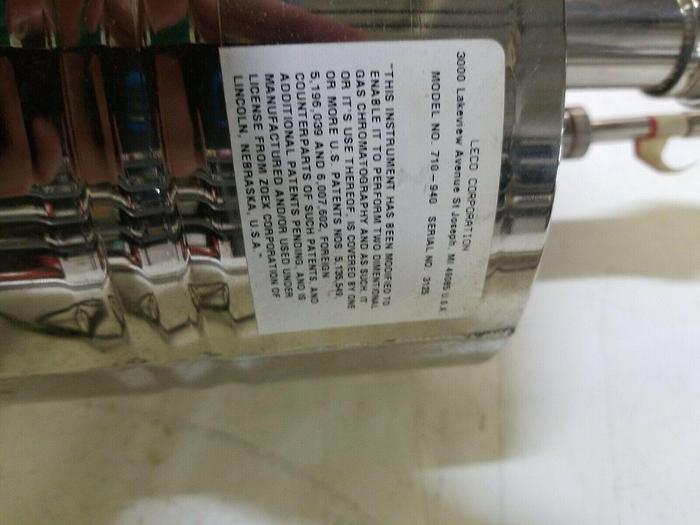 LECO CORPORATION
3000 Lakeview Avenue St Joseph, MI 49085 U.S.A.
MODEL NO. 710-940 SERIAL NO. 3125
"THIS INSTRUMENT HAS BEEN MODIFIED TO
ENABLE IT TO PERFORM TWO DIMENTIONAL
GAS CHROMATOGRAPHY AND AS SUCH IT
OR IT'S USE THEREOF IS COVERED BY ONE
OR MORE U.S. PATENTS NOS 5,135,549,
5,196,039 AND 6,007,602, FOREIGN
COUNTERPARTS OF SUCH PATENTS, AND
ADDITIONAL PATENTS PENDING, AND IS
MANUFACTURED AND/OR USED UNDER
LICENSE FROM ZOEX CORPORATION OF
LINCOLN, NEBRASKA, U.S.A."